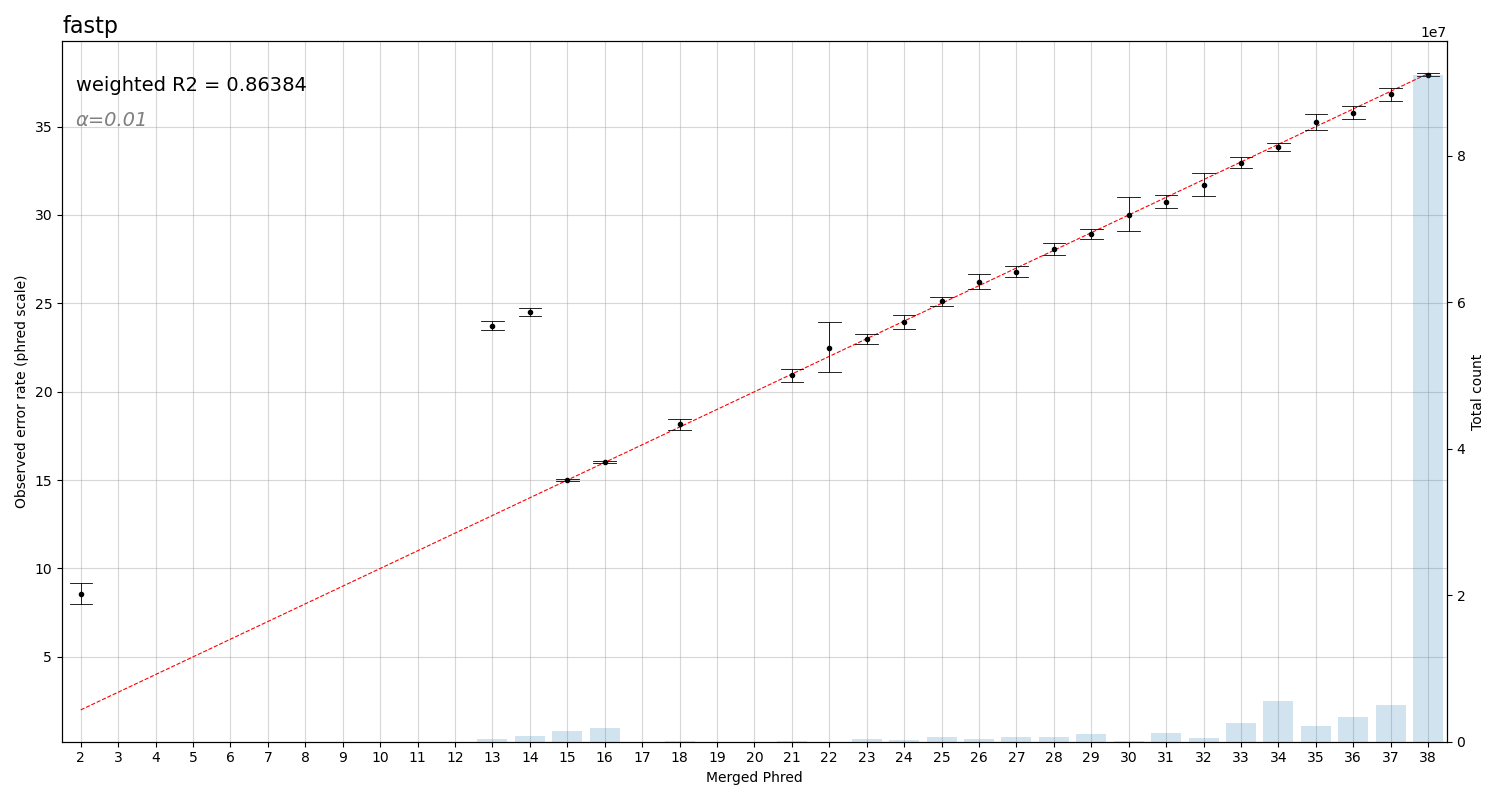 fastp
1e7
weighted R2 = 0.86384
α=0.01
Observed error rate (phred scale)
35
30
25
20
15
10
5
8
6
4
2
0
Total count
2 3 4 5 6 7 8 9 10 11 12 13 14 15 16 17 18 19 20 21 22 23 24 25 26 27 28 29 30 31 32 33 34 35 36 37 38
Merged Phred